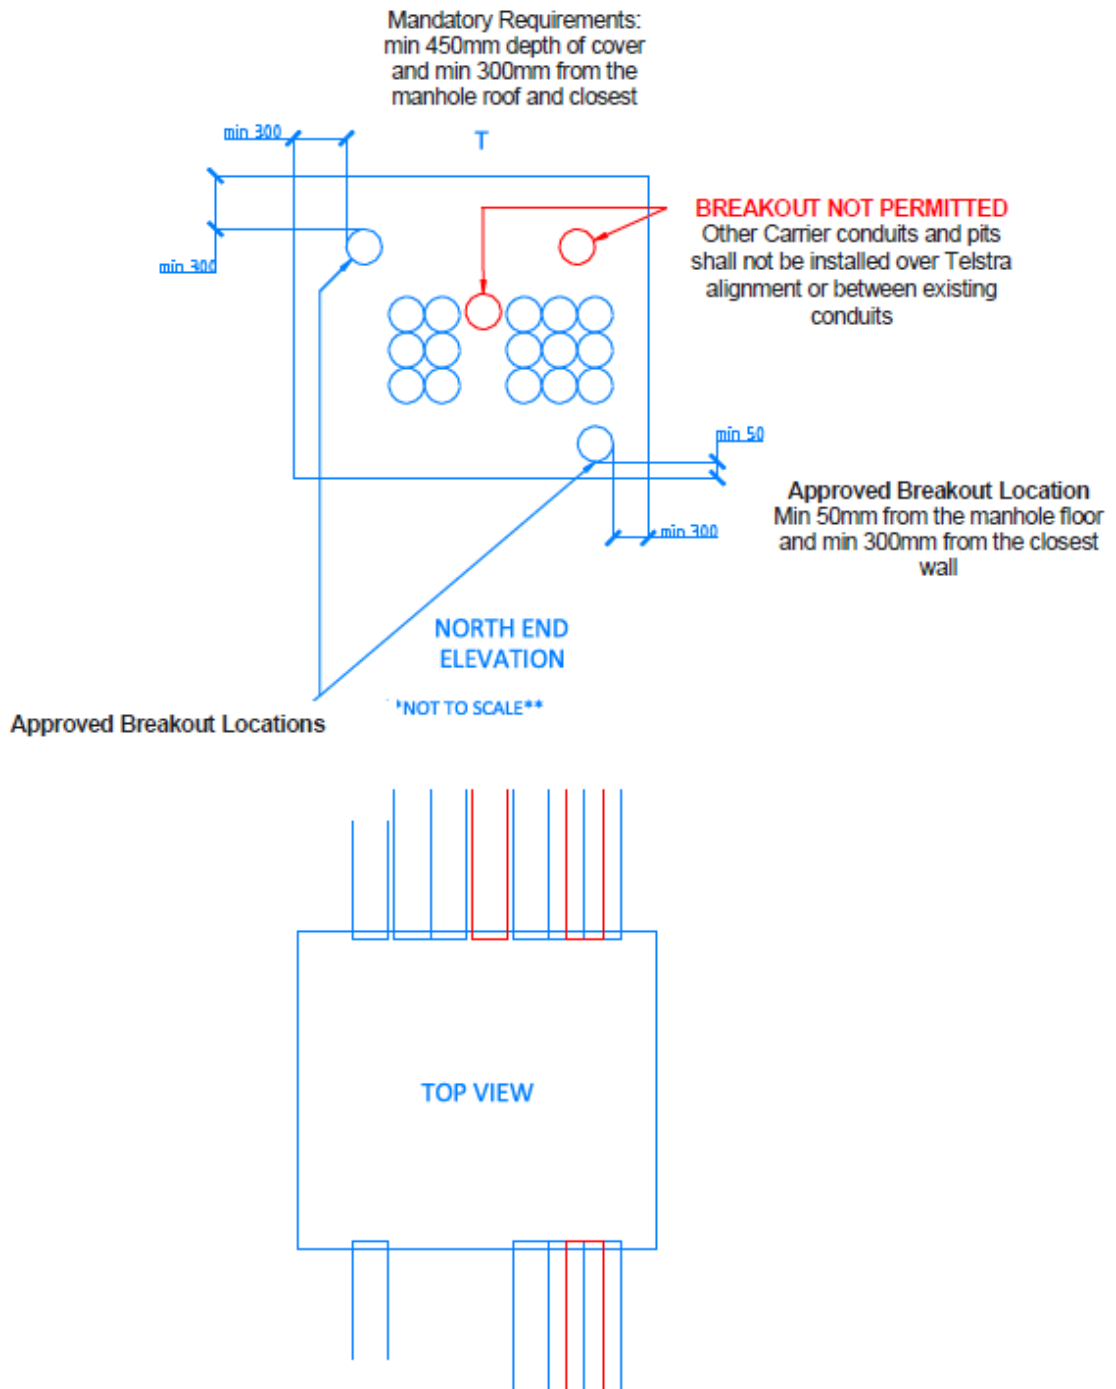 Mandatory Requirements:
min 450mm depth of cover
and min 300mm from the
manhole roof and closest
min 300
T
BREAKOUT NOT PERMITTED
Other Carrier conduits and pits
shall not be installed over Telstra
alignment or between existing
conduits
min 300
min 50
Approved Breakout Location
Min 50mm from the manhole floor
and min 300mm from the closest
wall
min 300
NORTH END
ELEVATION
*NOT TO SCALE**
Approved Breakout Locations
TOP VIEW